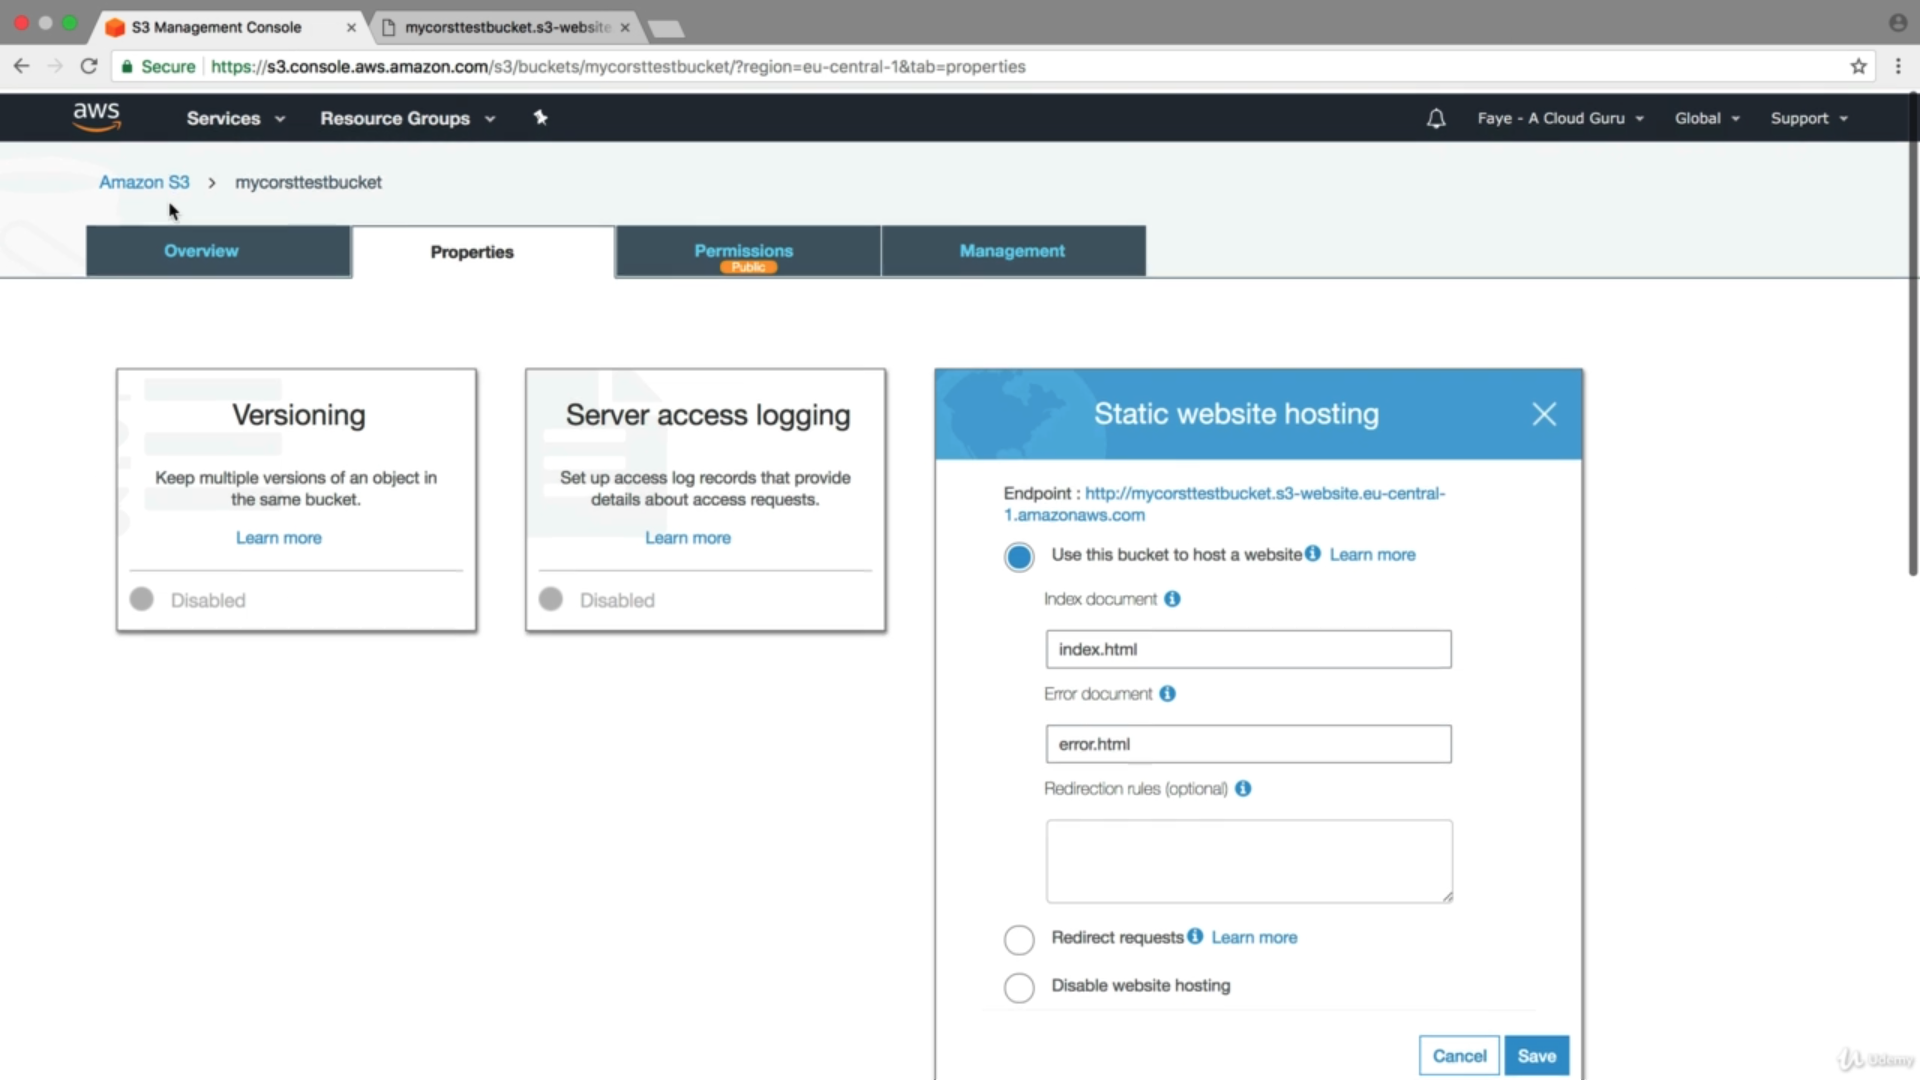 S3 Management Console
mycorsttestbucket.s3-website
Secure https://s3.console.aws.amazon.com/s3/buckets/mycorsttestbucket/?region=eu-central-1&tab=properties
aws Services Resource Groups Faye - A Cloud Guru Global Support
Amazon S3 > mycorsttestbucket
Overview Properties Permissions Management
Public
Versioning
Keep multiple versions of an object in
the same bucket.
Learn more
Disabled
Server access logging
Set up access log records that provide
details about access requests.
Learn more
Disabled
Static website hosting
Endpoint : http://mycorsttestbucket.s3-website.eu-central-
1.amazonaws.com
Use this bucket to host a website Learn more
Index document
index.html
Error document
error.html
Redirection rules (optional)
Redirect requests Learn more
Disable website hosting
Cancel Save
Udemy